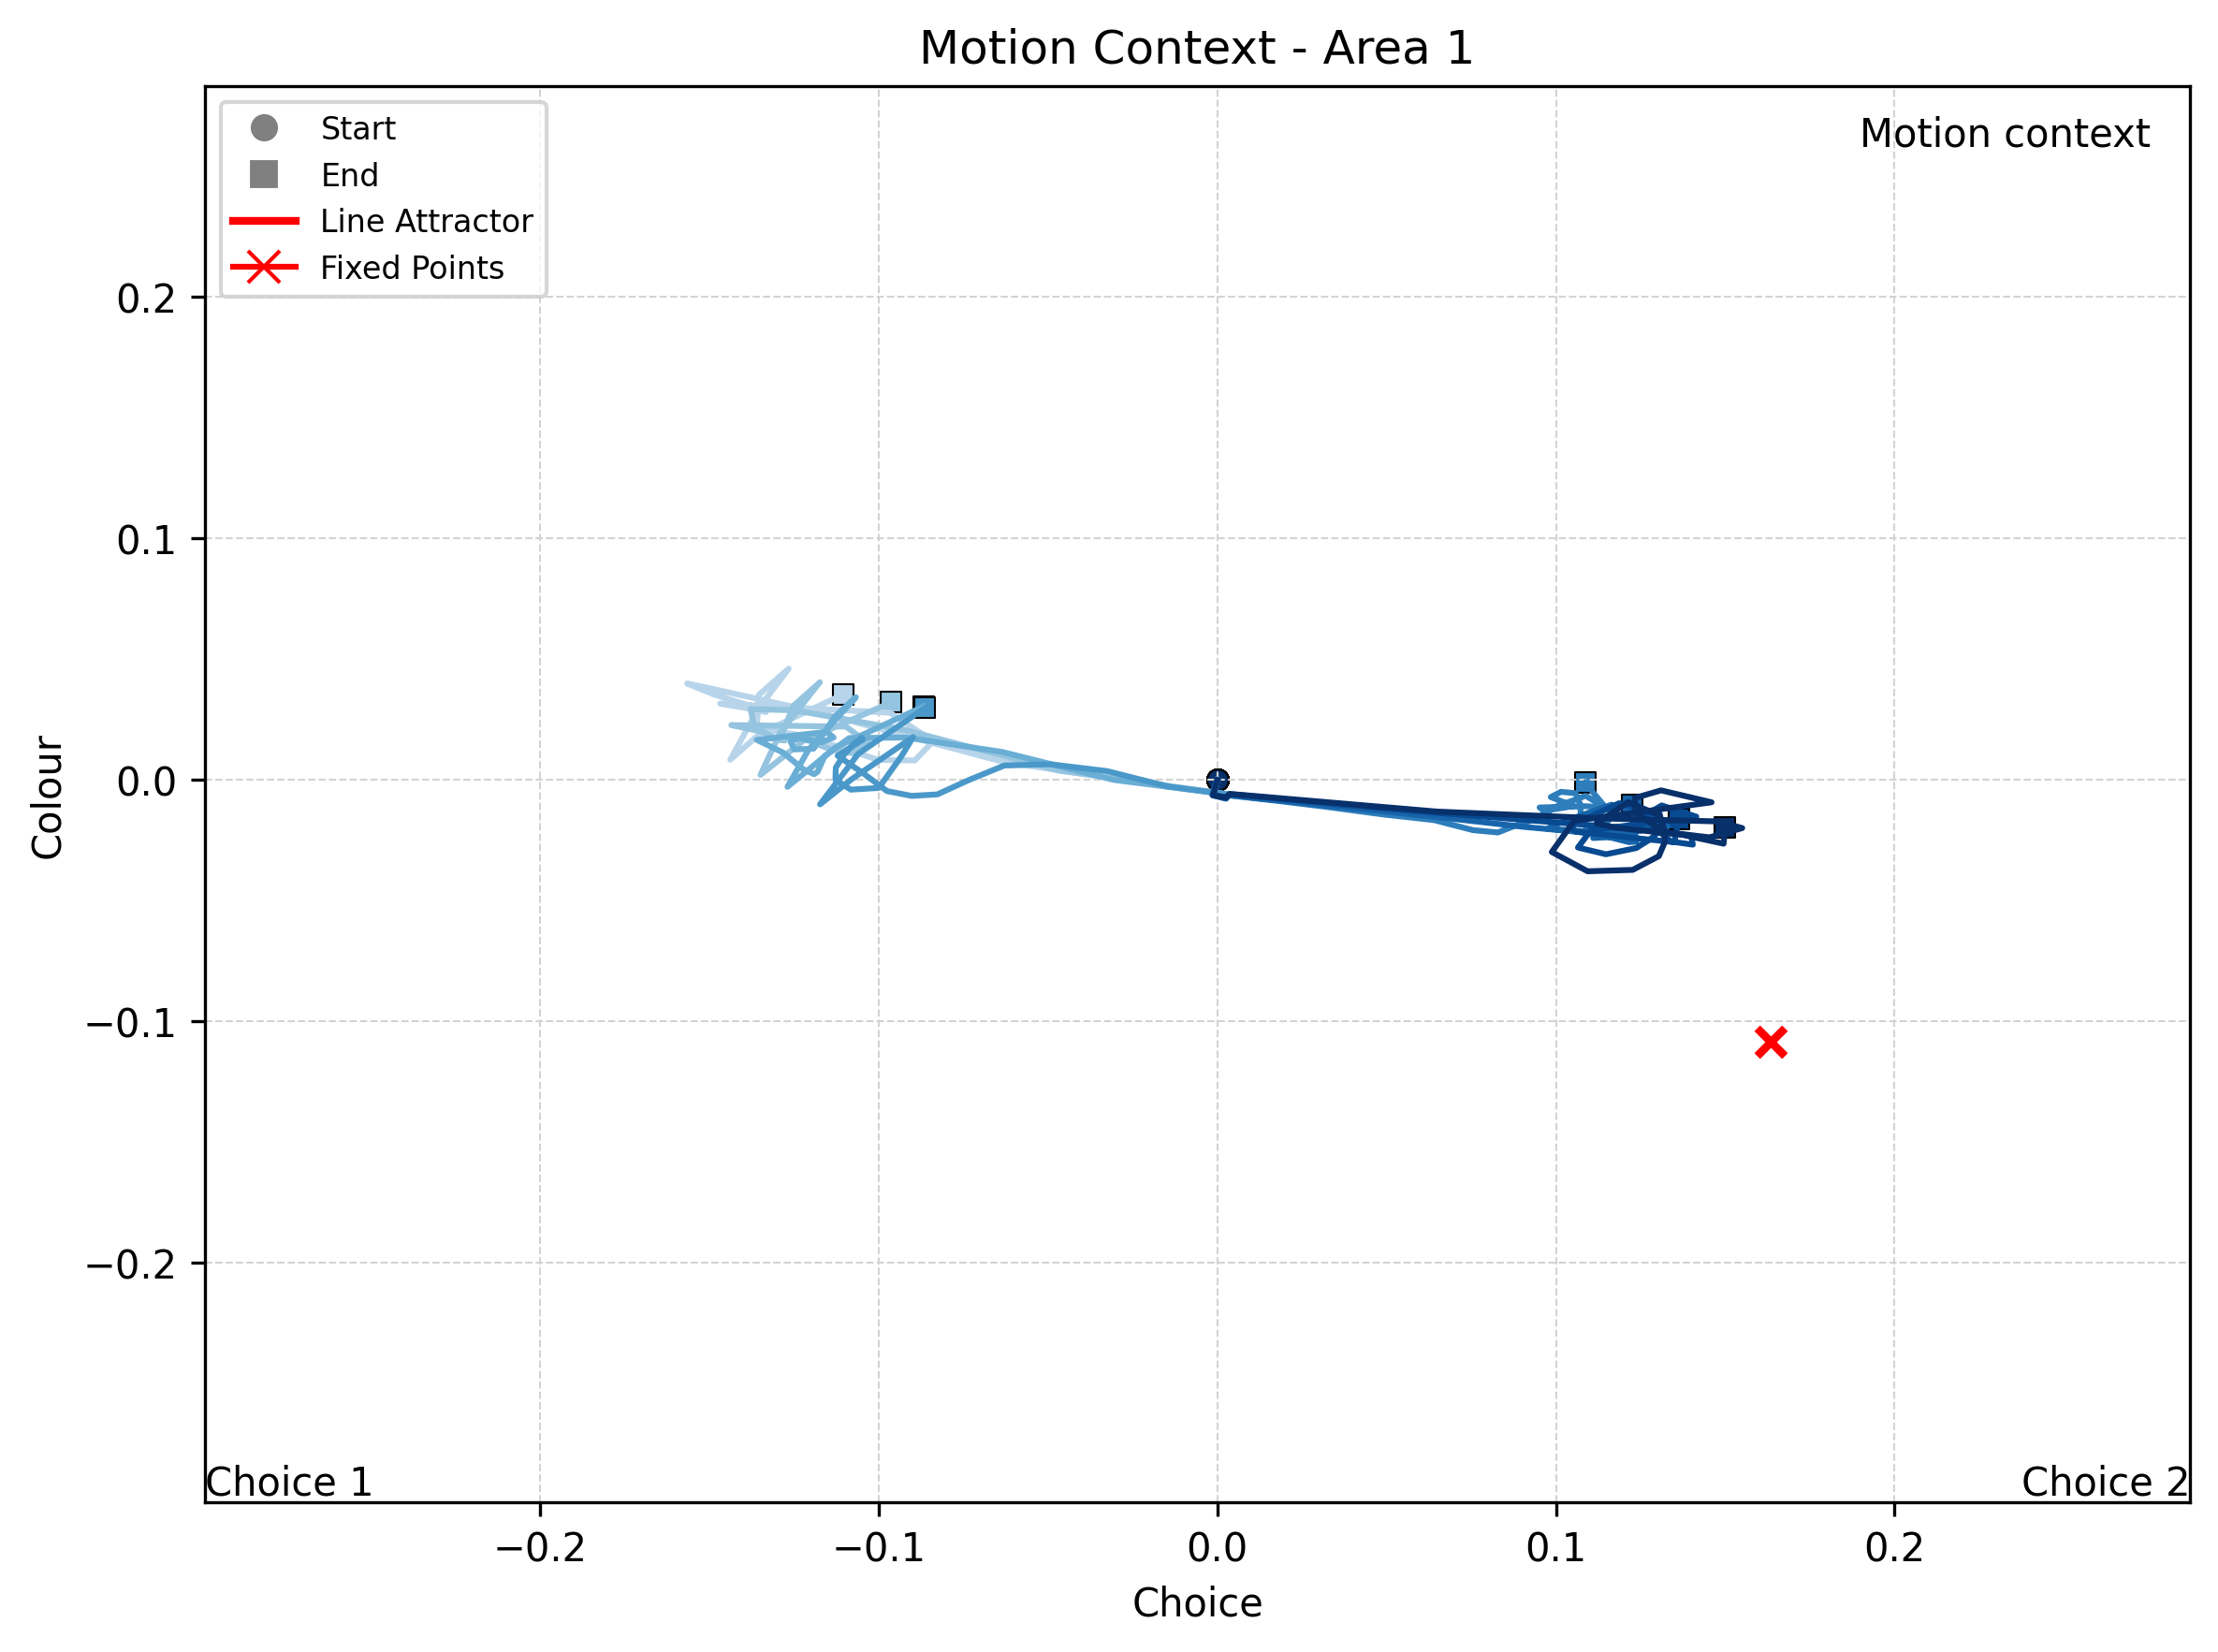 Motion Context - Area 1
Start
End
Line Attractor
Fixed Points
Motion context
0.2
0.1
0.0
−0.1
−0.2
Colour
Choice 1
Choice 2
−0.2
−0.1
0.0
0.1
0.2
Choice